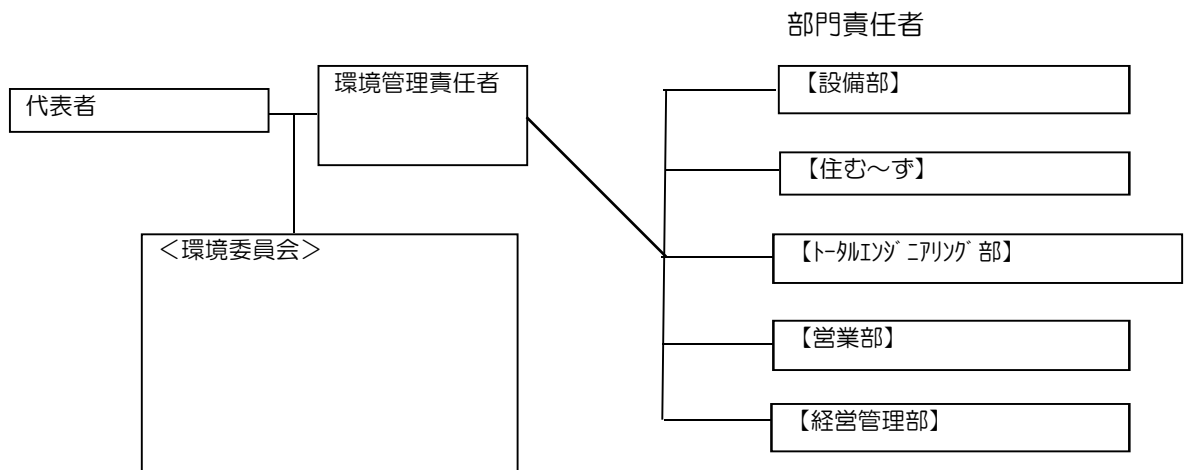 部門責任者
代表者
環境管理責任者
<環境委員会>
【設備部】
【住む～ず】
【ﾄｰﾀﾙｴﾝｼﾞﾆｱﾘﾝｸﾞ部】
【営業部】
【経営管理部】